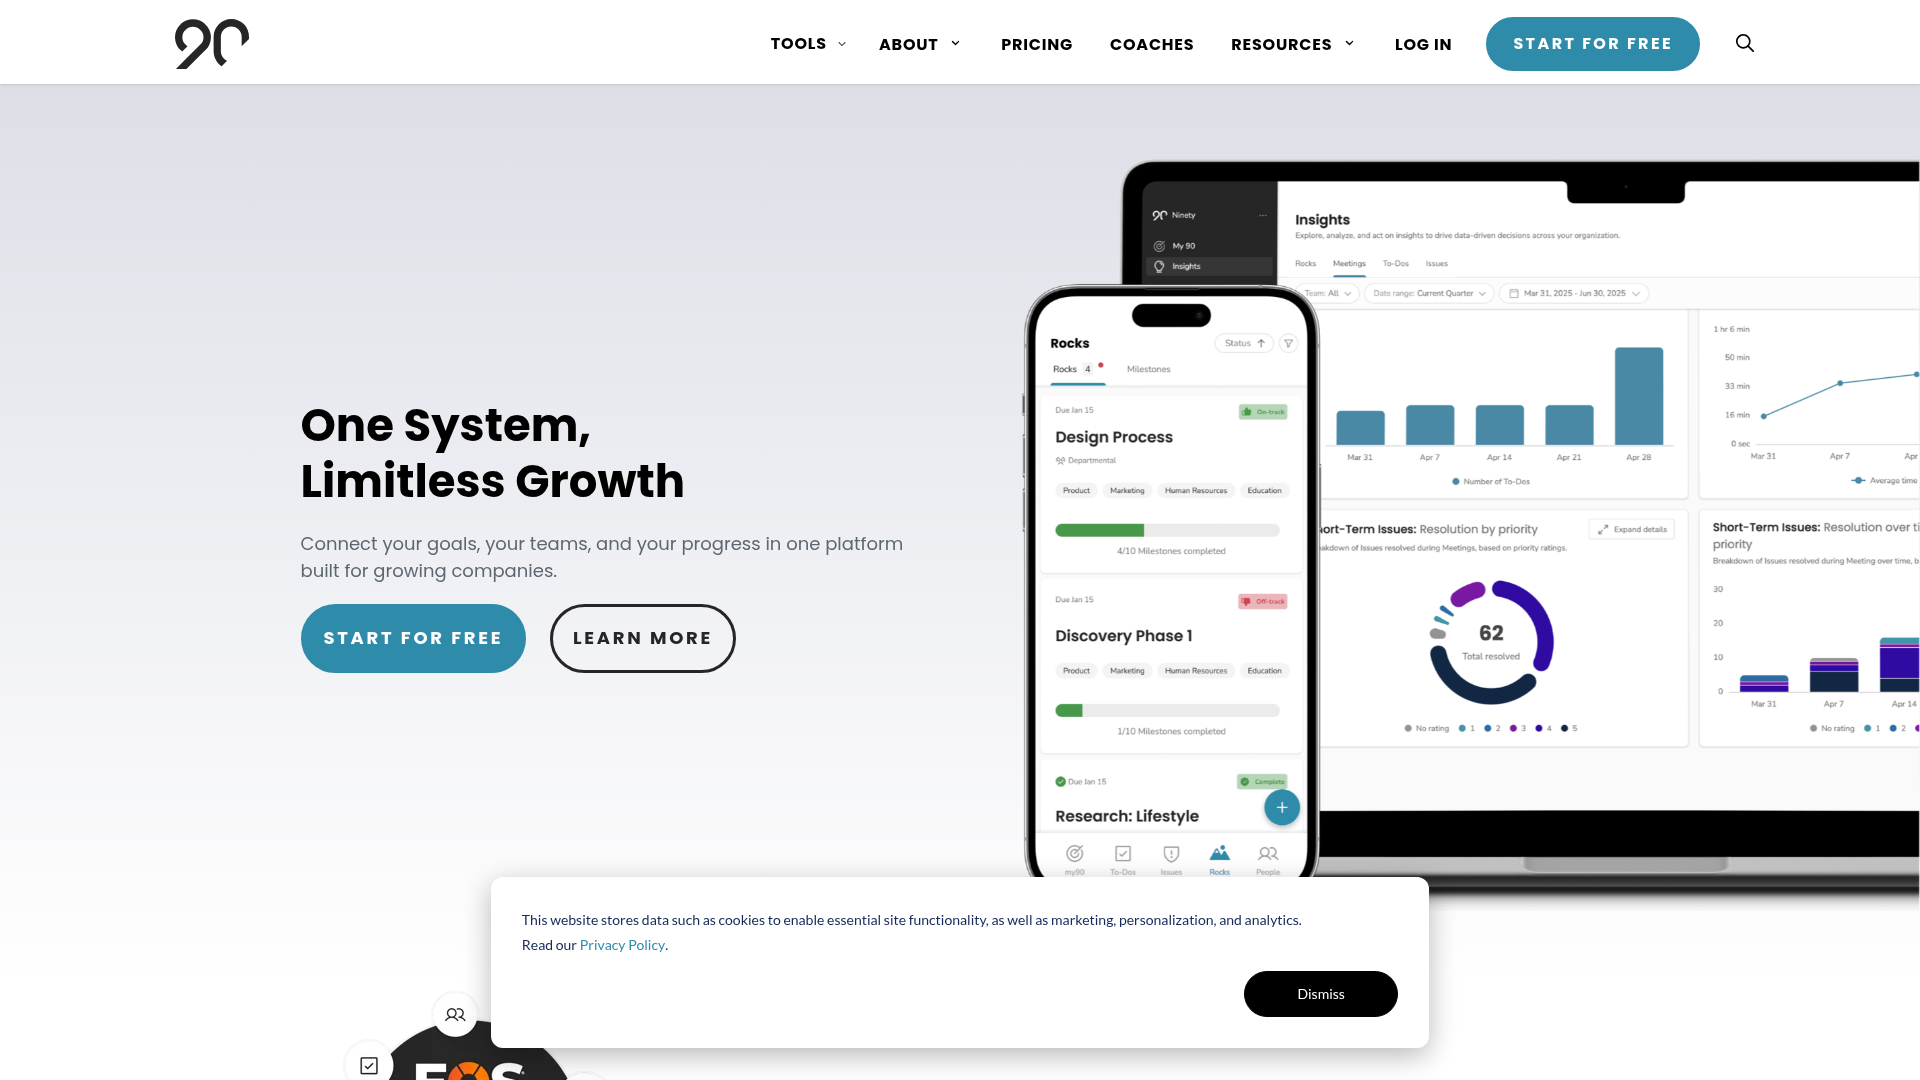 90
TOOLS
ABOUT
PRICING
COACHES
RESOURCES
LOG IN
START FOR FREE
One System,
Limitless Growth
Connect your goals, your teams, and your progress in one platform
built for growing companies.
START FOR FREE
LEARN MORE
90 Ninety
My 90
Insights
Insights
Explore, analyze, and act on insights to drive data-driven decisions across your organization.
Rocks Meetings To-Dos Issues
Team: All
Date range: Current Quarter
Mar 31, 2025 - Jun 30, 2025
Mar 31 Apr 7 Apr 14 Apr 21 Apr 28
Number of To-Dos
1 hr 6 min
50 min
33 min
16 min
0 sec
Mar 31 Apr 7 Apr
Average time
ort-Term Issues: Resolution by priority
Expand details
eakdown of Issues resolved during Meetings, based on priority ratings.
62
Total resolved
No rating 1 2 3 4 5
Short-Term Issues: Resolution over ti
priority
Breakdown of Issues resolved during Meeting over time, b
30
20
10
0
Mar 31 Apr 7 Apr 14
No rating 1 2
Rocks
Status
Rocks 4 Milestones
Due Jan 15
On-track
Design Process
Departmental
Product Marketing Human Resources Education
4/10 Milestones completed
Due Jan 15
Off-track
Discovery Phase 1
Product Marketing Human Resources Education
1/10 Milestones completed
Due Jan 15
Complete
Research: Lifestyle
my90 To-Dos Issues Rocks People
This website stores data such as cookies to enable essential site functionality, as well as marketing, personalization, and analytics.
Read our Privacy Policy.
Dismiss
EOS